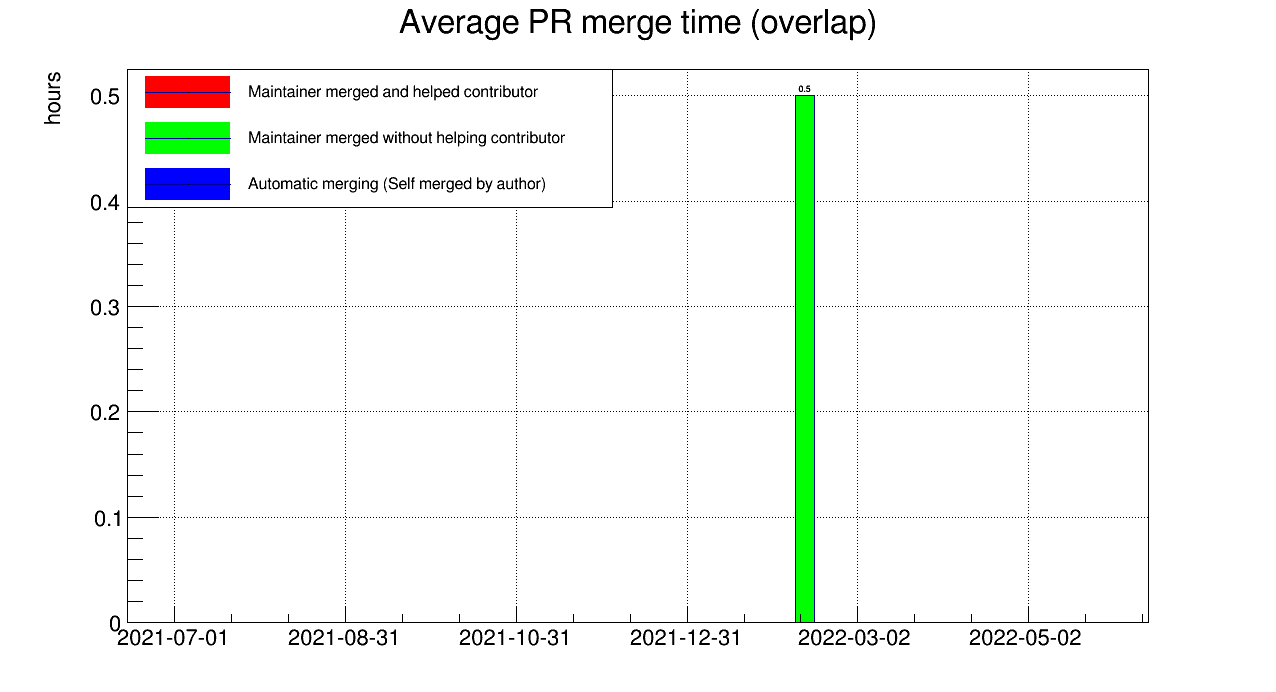 Average PR merge time (overlap)
hours
Maintainer merged and helped contributor
Maintainer merged without helping contributor
Automatic merging (Self merged by author)
0.5
0.5
0.4
0.3
0.2
0.1
0
2021-07-01 2021-08-31 2021-10-31 2021-12-31 2022-03-02 2022-05-02